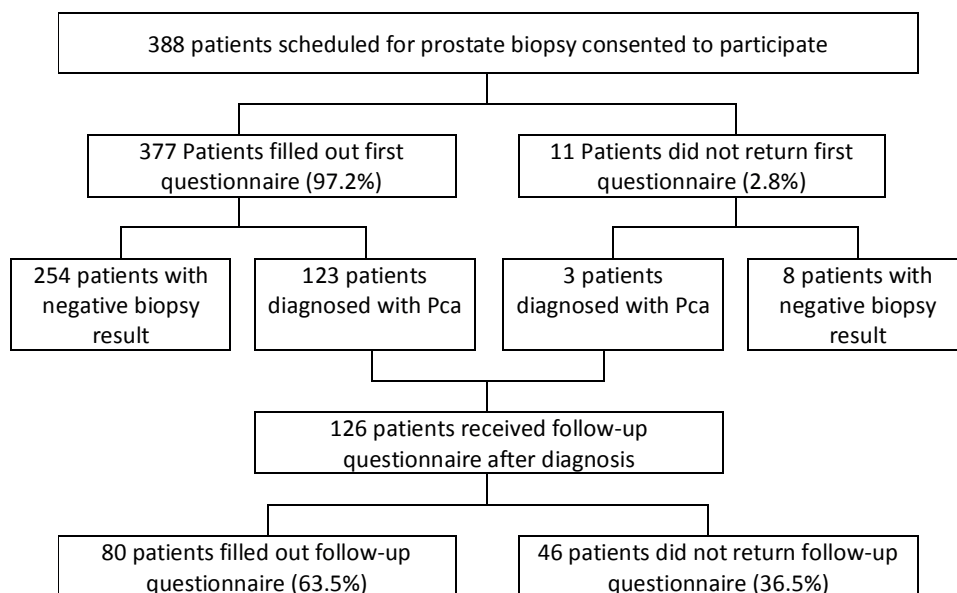 388 patients scheduled for prostate biopsy consented to participate
377 Patients filled out first
questionnaire (97.2%)
11 Patients did not return first
questionnaire (2.8%)
254 patients with
negative biopsy
result
123 patients
diagnosed with Pca
3 patients
diagnosed with Pca
8 patients with
negative biopsy
result
126 patients received follow-up
questionnaire after diagnosis
80 patients filled out follow-up
questionnaire (63.5%)
46 patients did not return follow-up
questionnaire (36.5%)